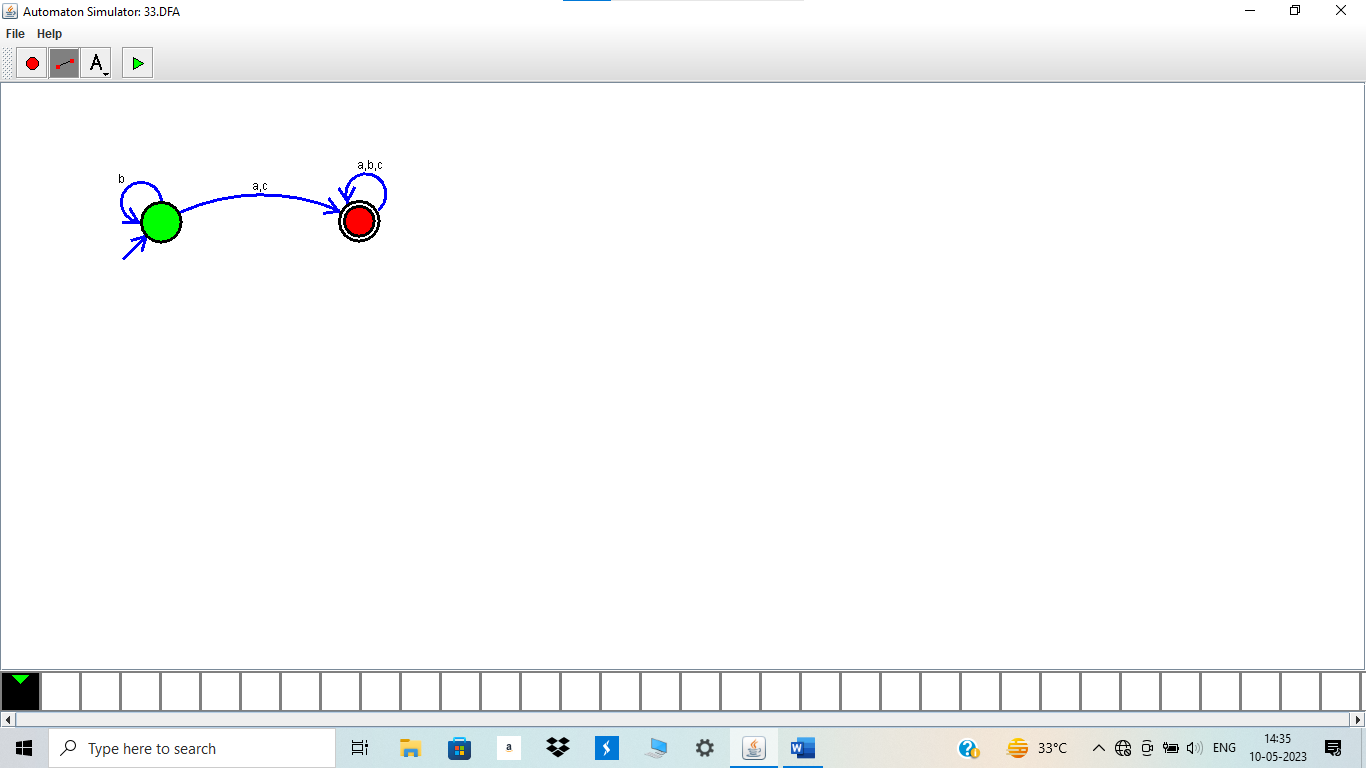 Automaton Simulator: 33.DFA
File Help
A
a,b,c
b
a,c
Type here to search
a
W
33°C
ENG
14:35
10-05-2023